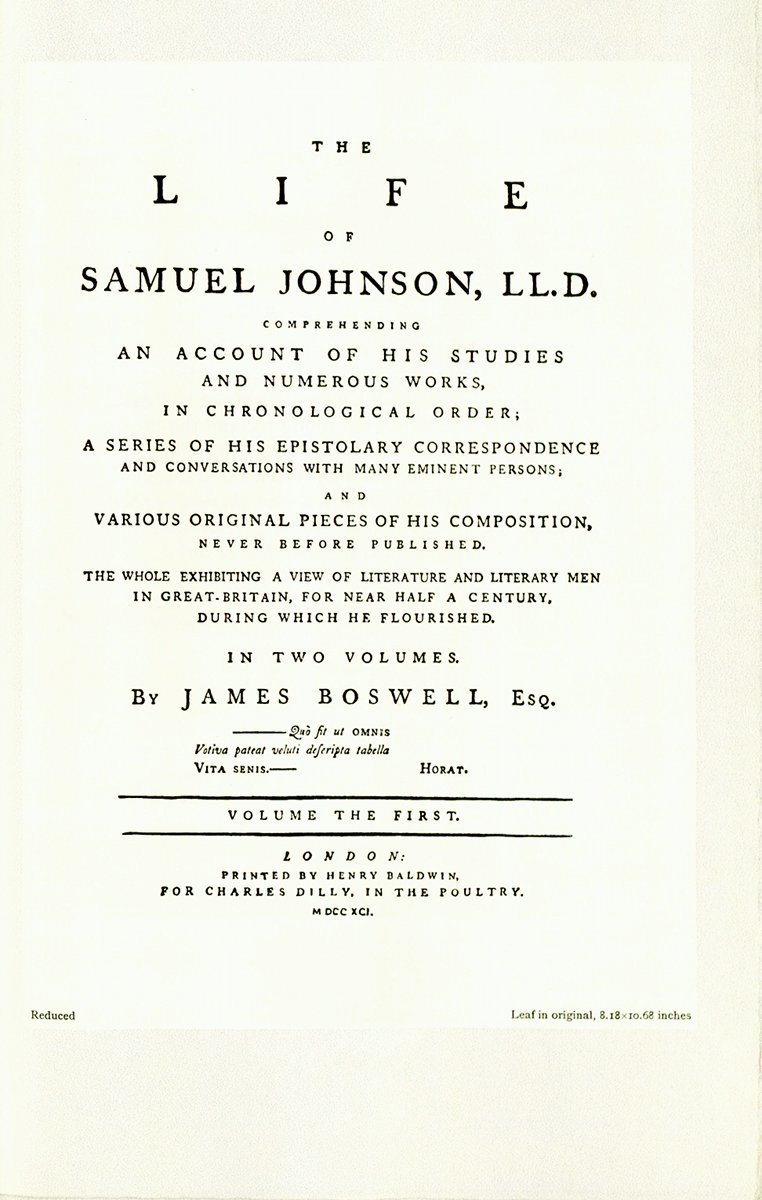 THE
LIFE
OF
SAMUEL JOHNSON, LL.D.
COMPREHENDING
AN ACCOUNT OF HIS STUDIES
AND NUMEROUS WORKS,
IN CHRONOLOGICAL ORDER;
A SERIES OF HIS EPISTOLARY CORRESPONDENCE
AND CONVERSATIONS WITH MANY EMINENT PERSONS;
AND
VARIOUS ORIGINAL PIECES OF HIS COMPOSITION,
NEVER BEFORE PUBLISHED.
THE WHOLE EXHIBITING A VIEW OF LITERATURE AND LITERARY MEN
IN GREAT-BRITAIN, FOR NEAR HALF A CENTURY,
DURING WHICH HE FLOURISHED.
IN TWO VOLUMES.
By JAMES BOSWELL, Esq.
——Quò fit ut OMNIS
Votiva pateat veluti deſcripta tabella
VITA SENIS.—— HORAT.
VOLUME THE FIRST.
LONDON:
PRINTED BY HENRY BALDWIN,
FOR CHARLES DILLY, IN THE POULTRY.
M DCC XCI.
Reduced
Leaf in original, 8.18×10.68 inches